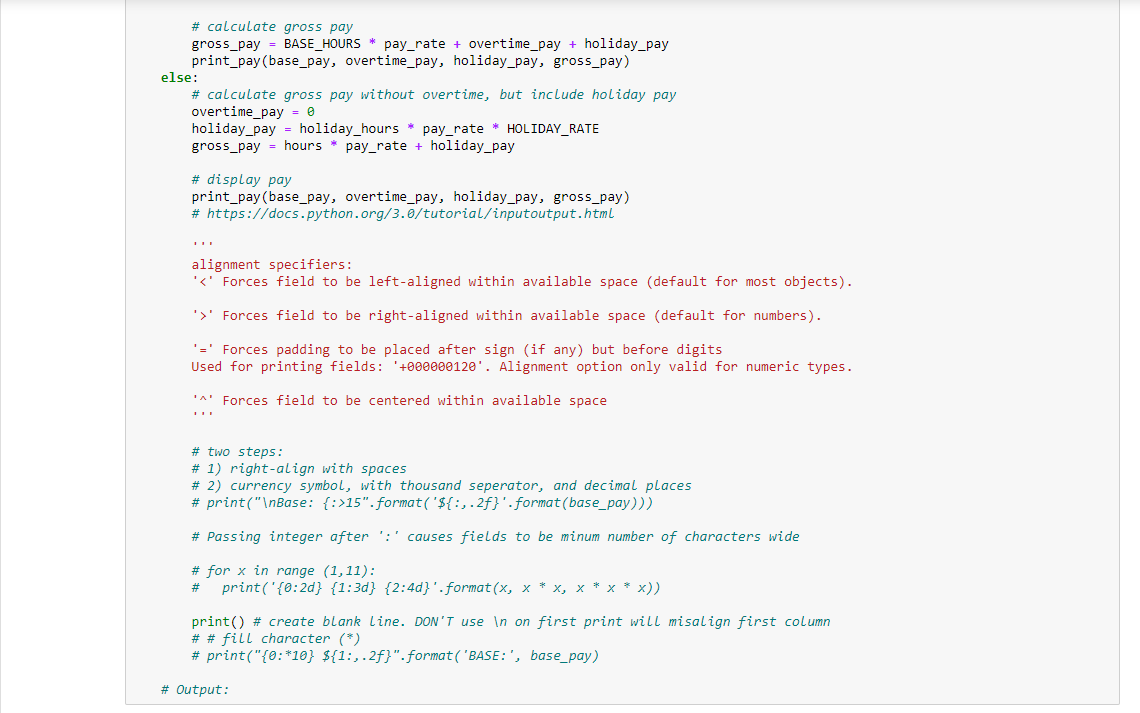 # calculate gross pay
gross_pay = BASE_HOURS * pay_rate + overtime_pay + holiday_pay
print_pay(base_pay, overtime_pay, holiday_pay, gross_pay)
else:
# calculate gross pay without overtime, but include holiday pay
overtime_pay = 0
holiday_pay = holiday_hours * pay_rate * HOLIDAY_RATE
gross_pay = hours * pay_rate + holiday_pay
# display pay
print_pay(base_pay, overtime_pay, holiday_pay, gross_pay)
# https://docs.python.org/3.0/tutorial/inputoutput.html
'''
alignment specifiers:
'<' Forces field to be left-aligned within available space (default for most objects).
'>' Forces field to be right-aligned within available space (default for numbers).
'=' Forces padding to be placed after sign (if any) but before digits
Used for printing fields: '+000000120'. Alignment option only valid for numeric types.
'^' Forces field to be centered within available space
'''
# two steps:
# 1) right-align with spaces
# 2) currency symbol, with thousand seperator, and decimal places
# print("\nBase: {:>15".format('${:,.2f}'.format(base_pay)))
# Passing integer after ':' causes fields to be minum number of characters wide
# for x in range (1,11):
#   print('{0:2d} {1:3d} {2:4d}'.format(x, x * x, x * x * x))
print() # create blank line. DON'T use \n on first print will misalign first column
# # fill character (*)
# print("{0:*10} ${1:,.2f}".format('BASE:', base_pay)
# Output: